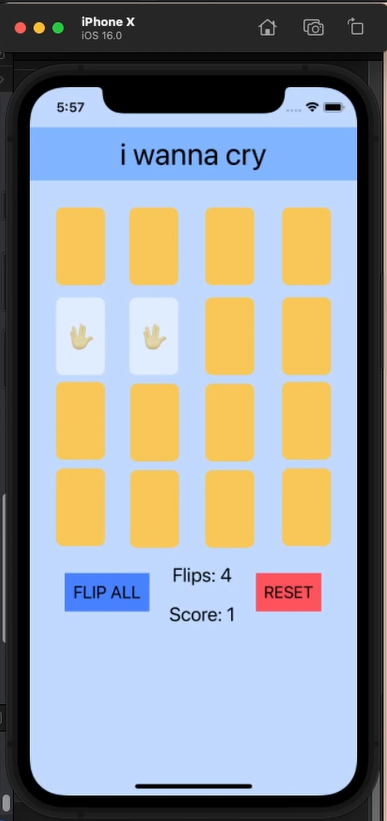 iPhone X
iOS 16.0
5:57
i wanna cry
FLIP ALL
Flips: 4
Score: 1
RESET